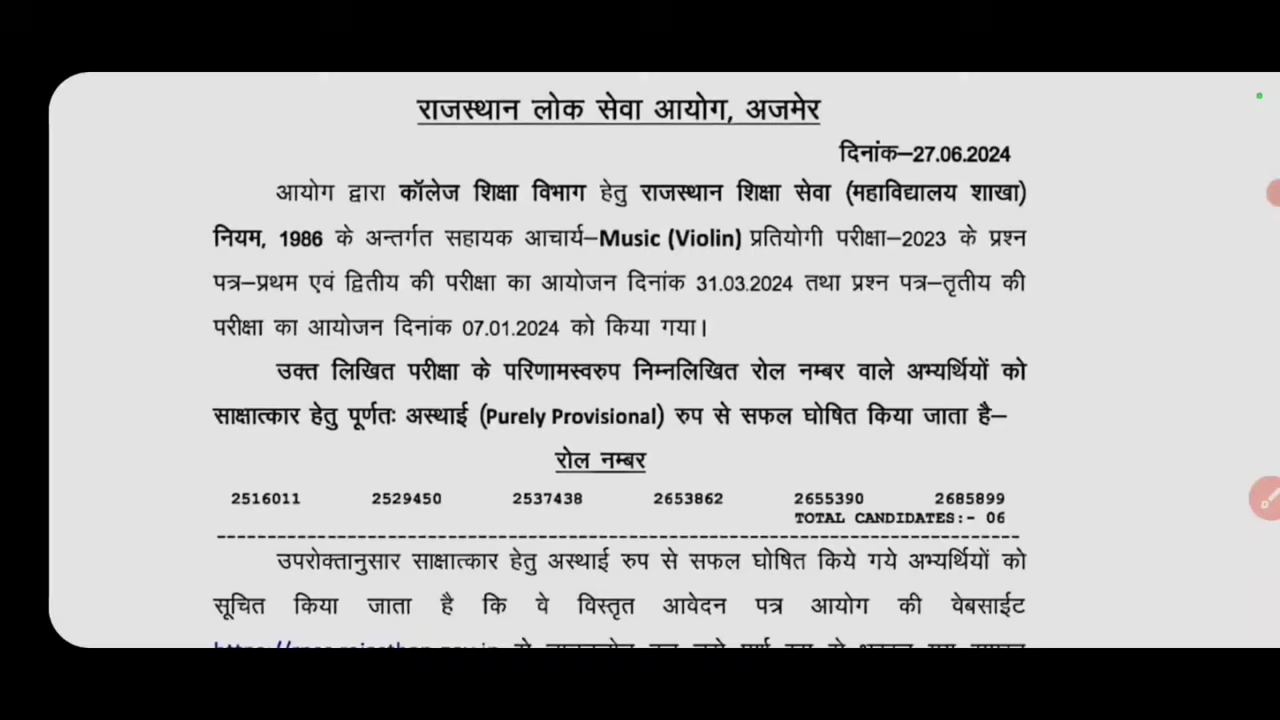 राजस्थान लोक सेवा आयोग, अजमेर
दिनांक–27.06.2024
आयोग द्वारा कॉलेज शिक्षा विभाग हेतु राजस्थान शिक्षा सेवा (महाविद्यालय शाखा)
नियम, 1986 के अन्तर्गत सहायक आचार्य–Music (Violin) प्रतियोगी परीक्षा–2023 के प्रश्न
पत्र–प्रथम एवं द्वितीय की परीक्षा का आयोजन दिनांक 31.03.2024 तथा प्रश्न पत्र–तृतीय की
परीक्षा का आयोजन दिनांक 07.01.2024 को किया गया।
उक्त लिखित परीक्षा के परिणामस्वरुप निम्नलिखित रोल नम्बर वाले अभ्यर्थियों को
साक्षात्कार हेतु पूर्णतः अस्थाई (Purely Provisional) रुप से सफल घोषित किया जाता है–
रोल नम्बर
2516011 2529450 2537438 2653862 2655390 2685899
TOTAL CANDIDATES:- 06
उपरोक्तानुसार साक्षात्कार हेतु अस्थाई रुप से सफल घोषित किये गये अभ्यर्थियों को
सूचित किया जाता है कि वे विस्तृत आवेदन पत्र आयोग की वेबसाईट